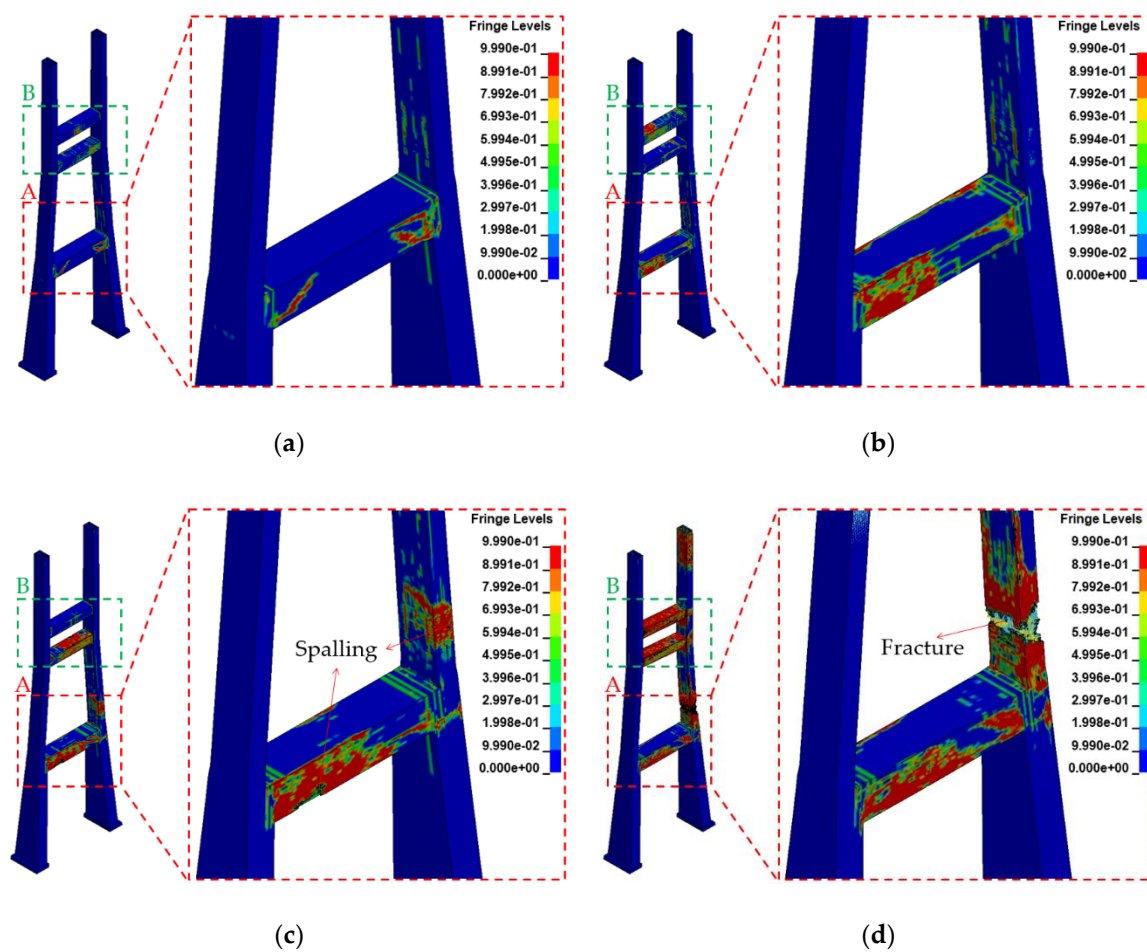 Fringe Levels
9.990e-01
8.991e-01
7.992e-01
6.993e-01
5.994e-01
4.995e-01
3.996e-01
2.997e-01
1.998e-01
9.990e-02
0.000e+00
B
A
(a)
Fringe Levels
9.990e-01
8.991e-01
7.992e-01
6.993e-01
5.994e-01
4.995e-01
3.996e-01
2.997e-01
1.998e-01
9.990e-02
0.000e+00
B
A
(b)
Fringe Levels
9.990e-01
8.991e-01
7.992e-01
6.993e-01
5.994e-01
4.995e-01
3.996e-01
2.997e-01
1.998e-01
9.990e-02
0.000e+00
B
A
Spalling
(c)
Fringe Levels
9.990e-01
8.991e-01
7.992e-01
6.993e-01
5.994e-01
4.995e-01
3.996e-01
2.997e-01
1.998e-01
9.990e-02
0.000e+00
B
A
Fracture
(d)